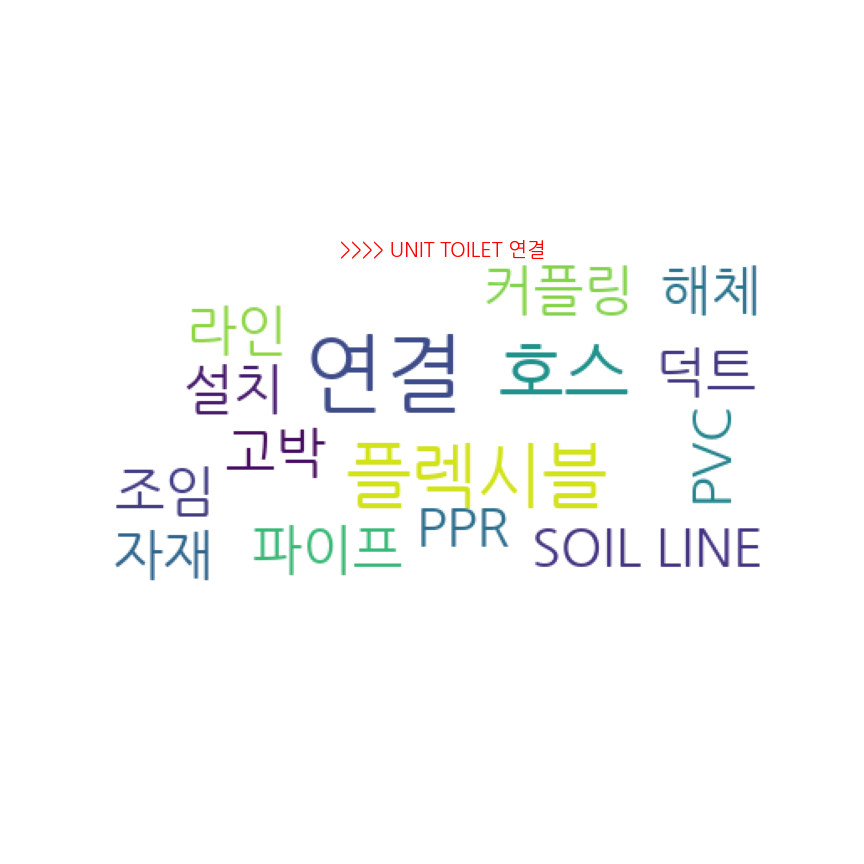 >>>> UNIT TOILET 연결
커플링 해체
라인
연결 호스 덕트
설치
PVC
고박
플렉시블
조임
PPR
자재 파이프 SOIL LINE